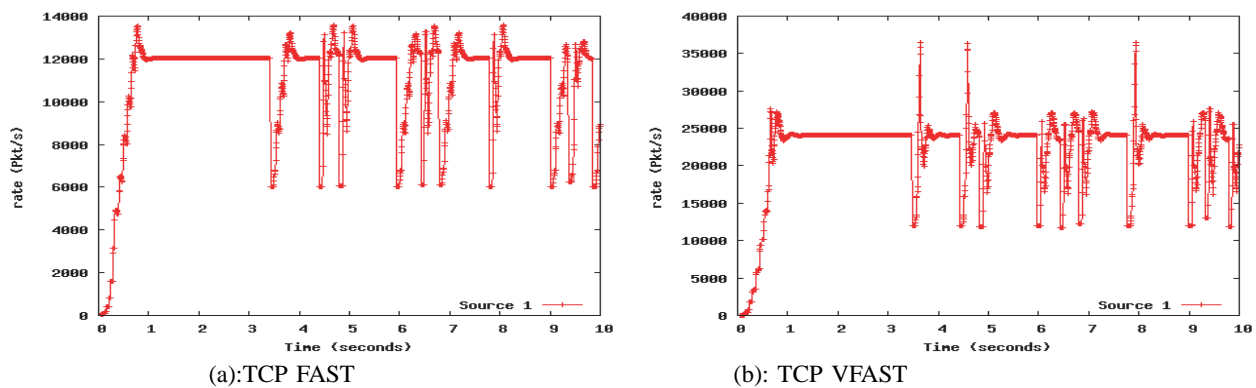 14000
12000
10000
8000
6000
4000
2000
0
rate (Pkt/s)
0 1 2 3 4 5 6 7 8 9 10
Time (seconds)
Source 1
(a):TCP FAST
40000
35000
30000
25000
20000
15000
10000
5000
0
rate (Pkt/s)
0 1 2 3 4 5 6 7 8 9 10
Time (seconds)
Source 1
(b): TCP VFAST